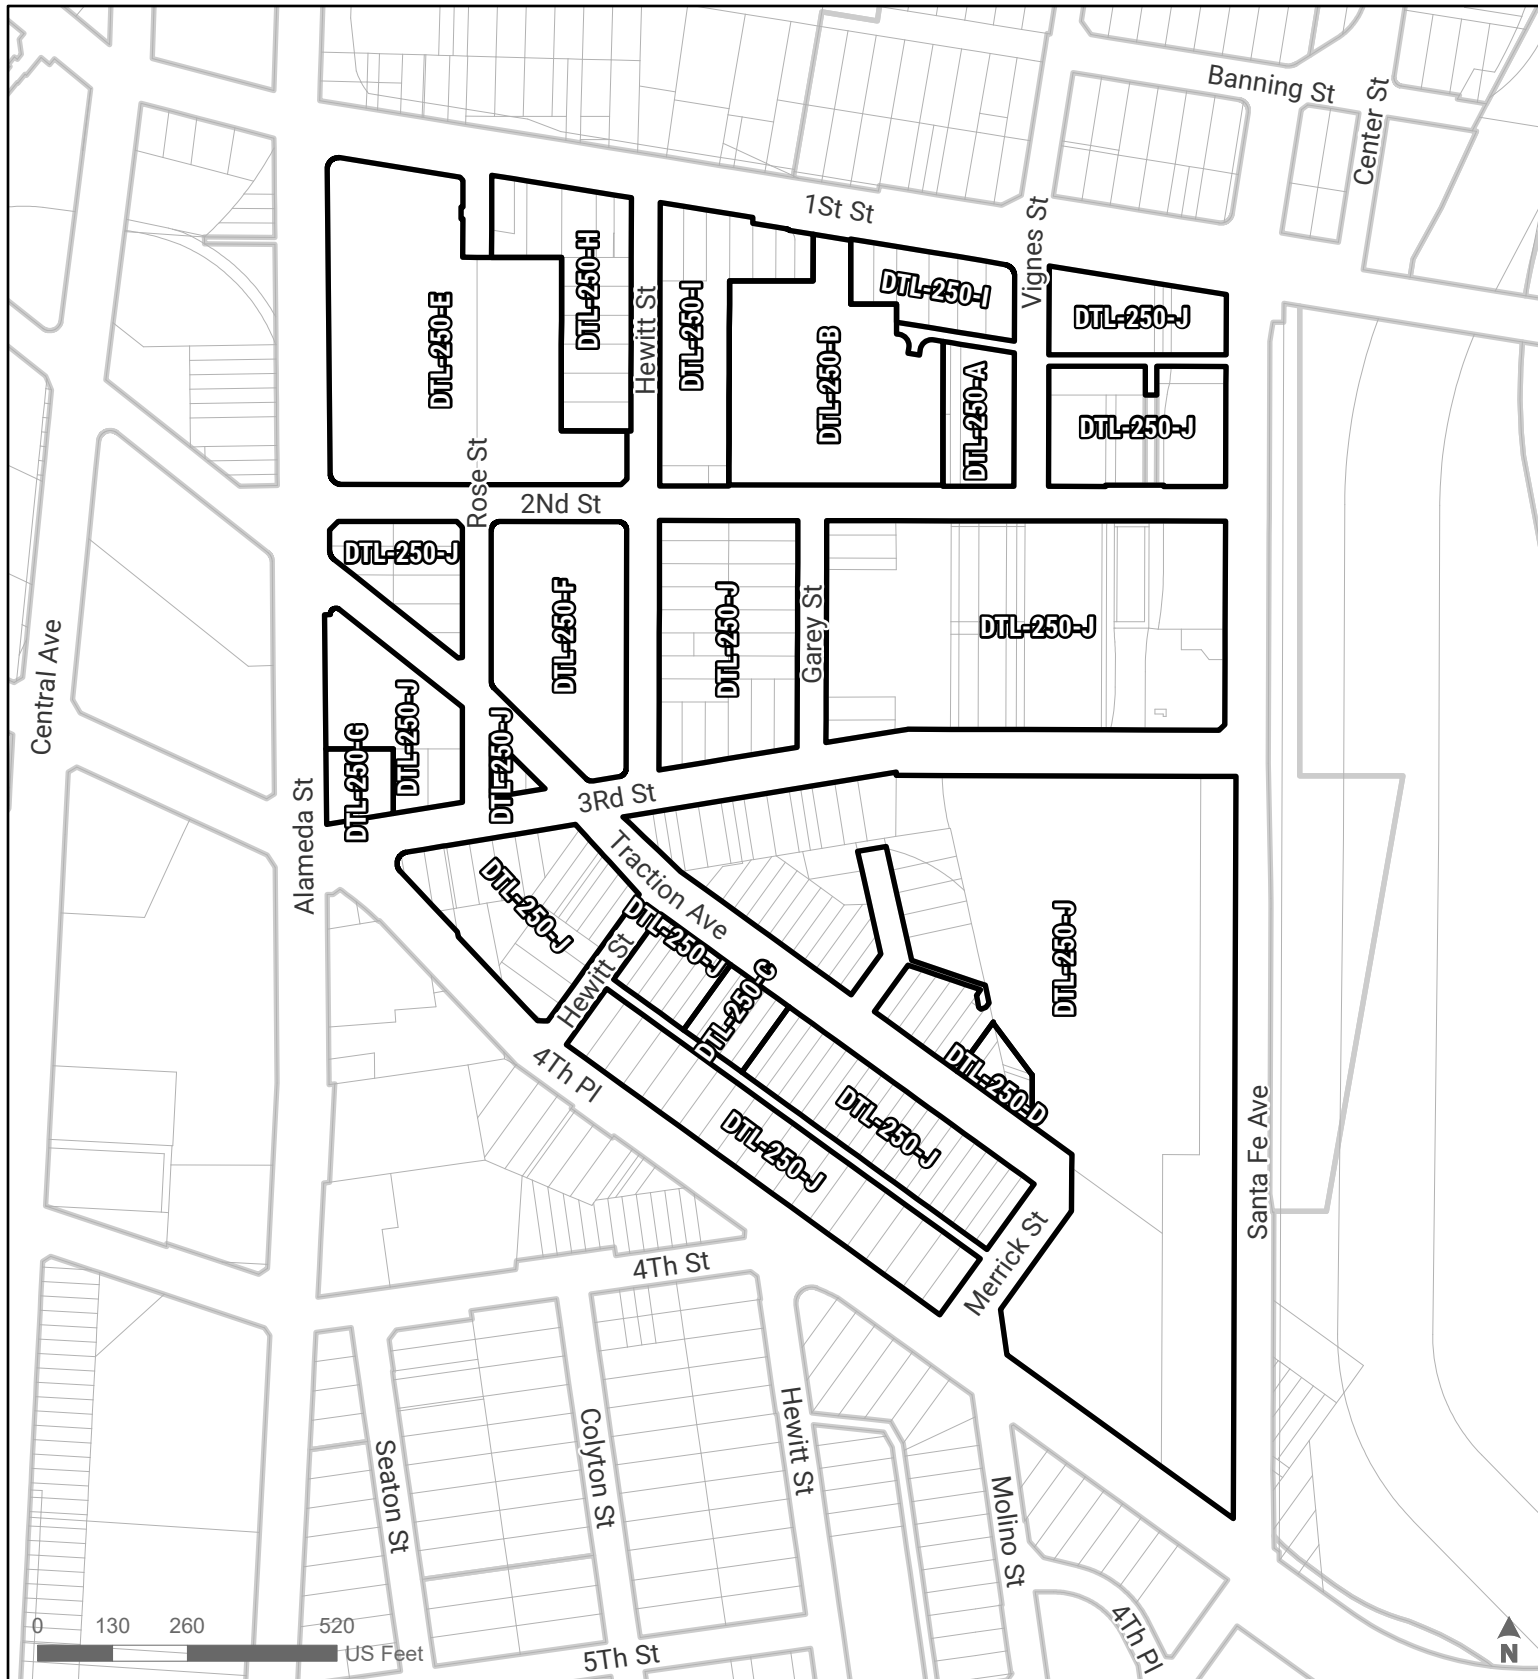 Banning St
Center St
1St St
Vignes St
DTL-250-H
DTL-250-E
Hewitt St
DTL-250-I
DTL-250-B
DTL-250-I
DTL-250-A
DTL-250-J
DTL-250-J
Rose St
2Nd St
DTL-250-J
DTL-250-F
DTL-250-J
Garey St
DTL-250-J
Central Ave
DTL-250-G
DTL-250-J
DTL-250-J
Alameda St
3Rd St
Traction Ave
DTL-250-J
DTL-250-J
Hewitt St
DTL-250-C
DTL-250-J
DTL-250-D
4Th Pl
DTL-250-J
DTL-250-J
Santa Fe Ave
Merrick St
4Th St
Seaton St
Colyton St
Hewitt St
Molino St
4Th Pl
5Th St
0 130 260 520
US Feet
N